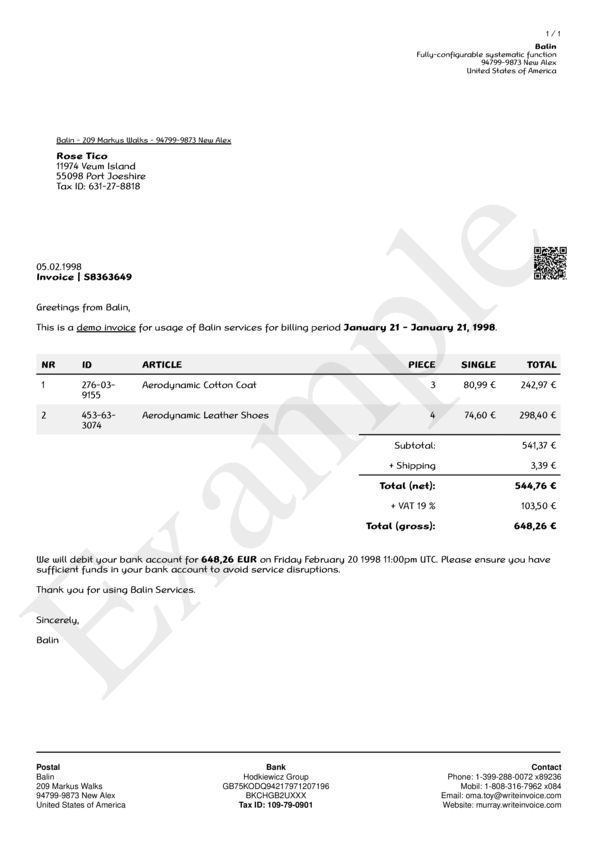 1 / 1
Balin
Fully-configurable systematic function
94799-9873 New Alex
United States of America
Balin - 209 Markus Walks - 94799-9873 New Alex
Rose Tico
11974 Veum Island
55098 Port Joeshire
Tax ID: 631-27-8818
05.02.1998
Invoice | S8363649
Greetings from Balin,
This is a demo invoice for usage of Balin services for billing period January 21 - January 21, 1998.
NR ID ARTICLE PIECE SINGLE TOTAL
1 276-03-9155 Aerodynamic Cotton Coat 3 80,99 € 242,97 €
2 453-63-3074 Aerodynamic Leather Shoes 4 74,60 € 298,40 €
Subtotal: 541,37 €
+ Shipping 3,39 €
Total (net): 544,76 €
+ VAT 19 % 103,50 €
Total (gross): 648,26 €
We will debit your bank account for 648,26 EUR on Friday February 20 1998 11:00pm UTC. Please ensure you have
sufficient funds in your bank account to avoid service disruptions.
Thank you for using Balin Services.
Sincerely,
Balin
Example
Postal
Balin
209 Markus Walks
94799-9873 New Alex
United States of America
Bank
Hodkiewicz Group
GB75KODQ94217971207196
BKCHGB2UXXX
Tax ID: 109-79-0901
Contact
Phone: 1-399-288-0072 x89236
Mobil: 1-808-316-7962 x084
Email: oma.toy@writeinvoice.com
Website: murray.writeinvoice.com